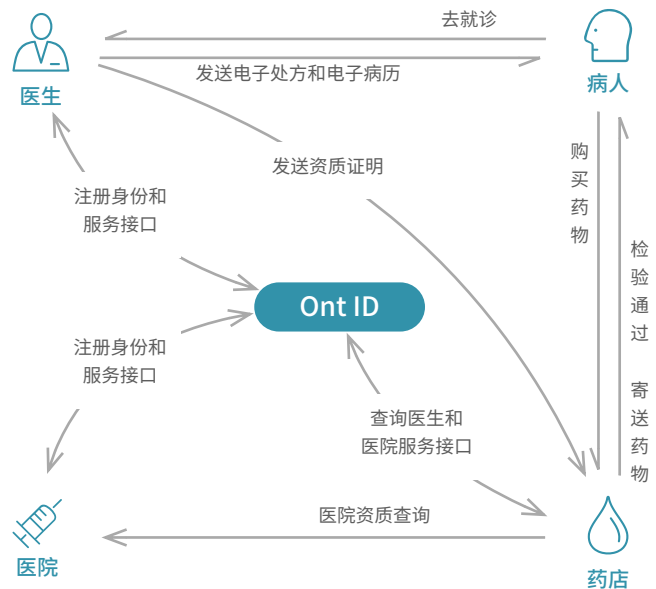 去就诊
发送电子处方和电子病历
医生
病人
发送资质证明
购买药物
注册身份和
服务接口
检验通过 寄送药物
Ont ID
注册身份和
服务接口
查询医生和
医院服务接口
医院资质查询
医院
药店